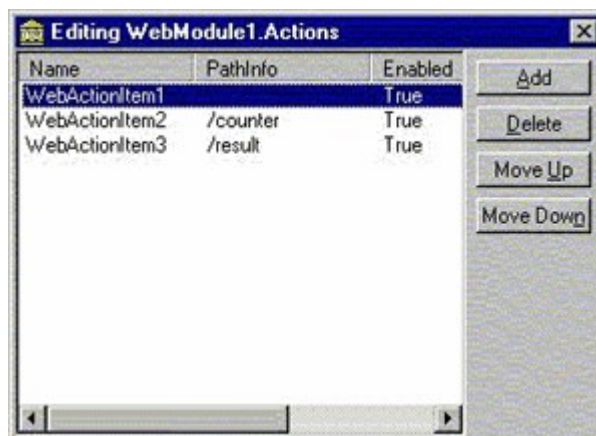 Editing WebModule1.Actions
Name PathInfo Enabled
WebActionItem1 True
WebActionItem2 /counter True
WebActionItem3 /result True
Add
Delete
Move Up
Move Down